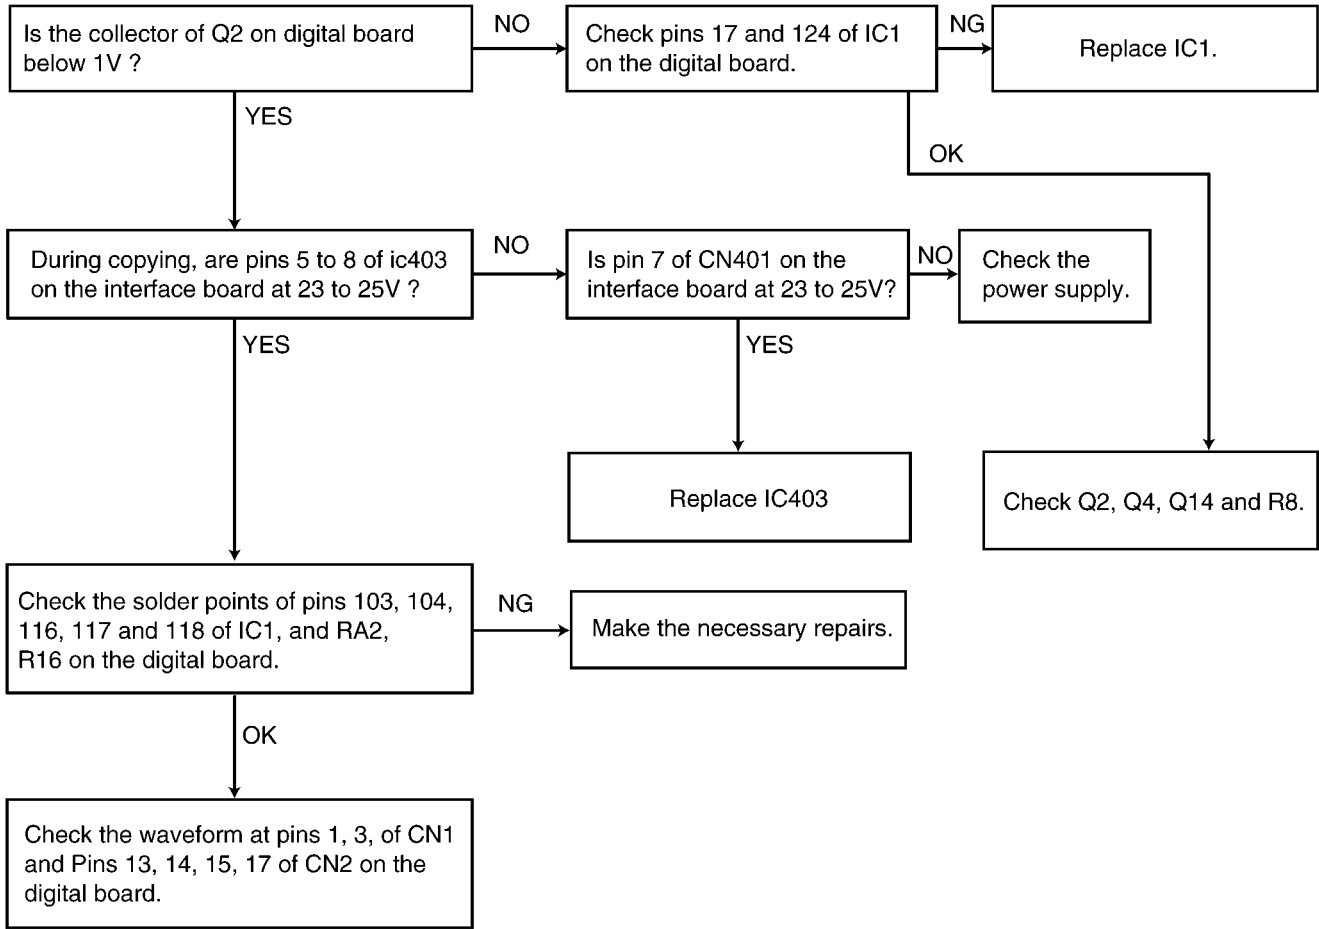 Is the collector of Q2 on digital board
below 1V ?
NO
Check pins 17 and 124 of IC1
on the digital board.
NG
Replace IC1.
YES
OK
During copying, are pins 5 to 8 of ic403
on the interface board at 23 to 25V ?
NO
Is pin 7 of CN401 on the
interface board at 23 to 25V?
NO
Check the
power supply.
YES
YES
Replace IC403
Check Q2, Q4, Q14 and R8.
Check the solder points of pins 103, 104,
116, 117 and 118 of IC1, and RA2,
R16 on the digital board.
NG
Make the necessary repairs.
OK
Check the waveform at pins 1, 3, of CN1
and Pins 13, 14, 15, 17 of CN2 on the
digital board.